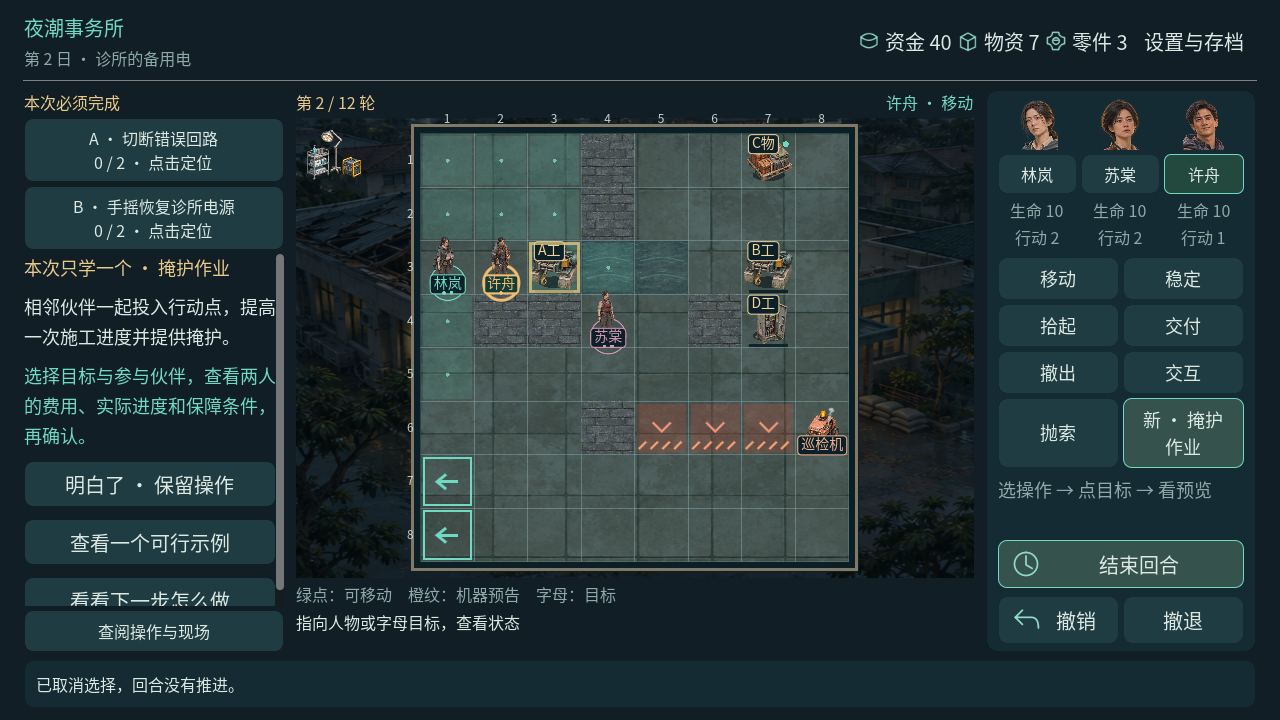 夜潮事务所
第 2 日 · 诊所的备用电
资金 40
物资 7
零件 3
设置与存档
本次必须完成
A · 切断错误回路
0 / 2 · 点击定位
B · 手摇恢复诊所电源
0 / 2 · 点击定位
本次只学一个 · 掩护作业
相邻伙伴一起投入行动点，提高
一次施工进度并提供掩护。
选择目标与参与伙伴，查看两人
的费用、实际进度和保障条件，
再确认。
明白了 · 保留操作
查看一个可行示例
看看下一步怎么做
查阅操作与现场
第 2 / 12 轮
许舟 · 移动
1 2 3 4 5 6 7 8
1
2
3
4
5
6
7
8
C物
A工
B工
D工
林岚
许舟
苏棠
巡检机
绿点：可移动 橙纹：机器预告 字母：目标
指向人物或字母目标，查看状态
林岚
苏棠
许舟
生命 10
生命 10
生命 10
行动 2
行动 2
行动 1
移动
稳定
拾起
交付
撤出
交互
抛索
新 · 掩护
作业
选操作 → 点目标 → 看预览
结束回合
撤销
撤退
已取消选择，回合没有推进。